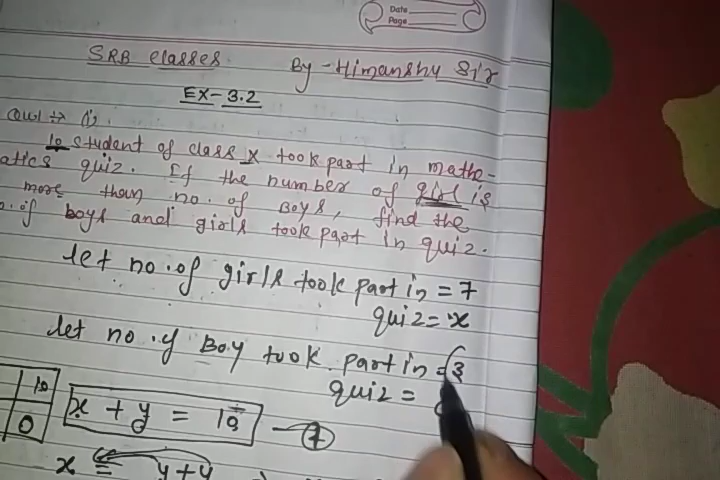 Date
Page
SRB classes By - Himanshu Sir
EX - 3.2
(i).
10 student of class X took part in mathe-
atics quiz. If the number of girl is
more than no. of Boys, find the
of boys and girls took part in quiz.
let no. of girls took part in = 7
quiz = x
let no. of Boy took part in = 3
quiz =
10 x + y = 10 — 1
0
x = y + 4